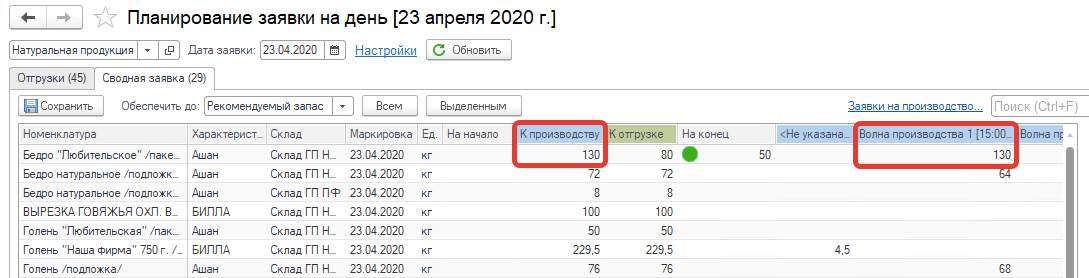 Планирование заявки на день [23 апреля 2020 г.]
Натуральная продукция Дата заявки: 23.04.2020 Настройки Обновить
Отгрузки (45) Сводная заявка (29)
Сохранить Обеспечить до: Рекомендуемый запас Всем Выделенным Заявки на производство... Поиск (Ctrl+F)
Номенклатура Характерист... Склад Маркировка Ед. На начало К производству К отгрузке На конец <Не указана... Волна производства 1 [15:00... Волна пр
Бедро "Любительское" /паке... Ашан Склад ГП Н... 23.04.2020 кг 130 80 50 130
Бедро натуральное /подложк... Ашан Склад ГП Н... 23.04.2020 кг 72 72 64
Бедро натуральное /подложк... Ашан Склад ГП ПФ 23.04.2020 кг 8 8
ВЫРЕЗКА ГОВЯЖЬЯ ОХЛ. В... БИЛЛА Склад ГП Н... 23.04.2020 кг 100 100
Голень "Любительская" /пак... Ашан Склад ГП Н... 23.04.2020 кг 50 50
Голень "Наша фирма" 750 г. /... БИЛЛА Склад ГП Н... 23.04.2020 кг 229,5 229,5 4,5
Голень /подложка/ Ашан Склад ГП Н... 23.04.2020 кг 76 76 68